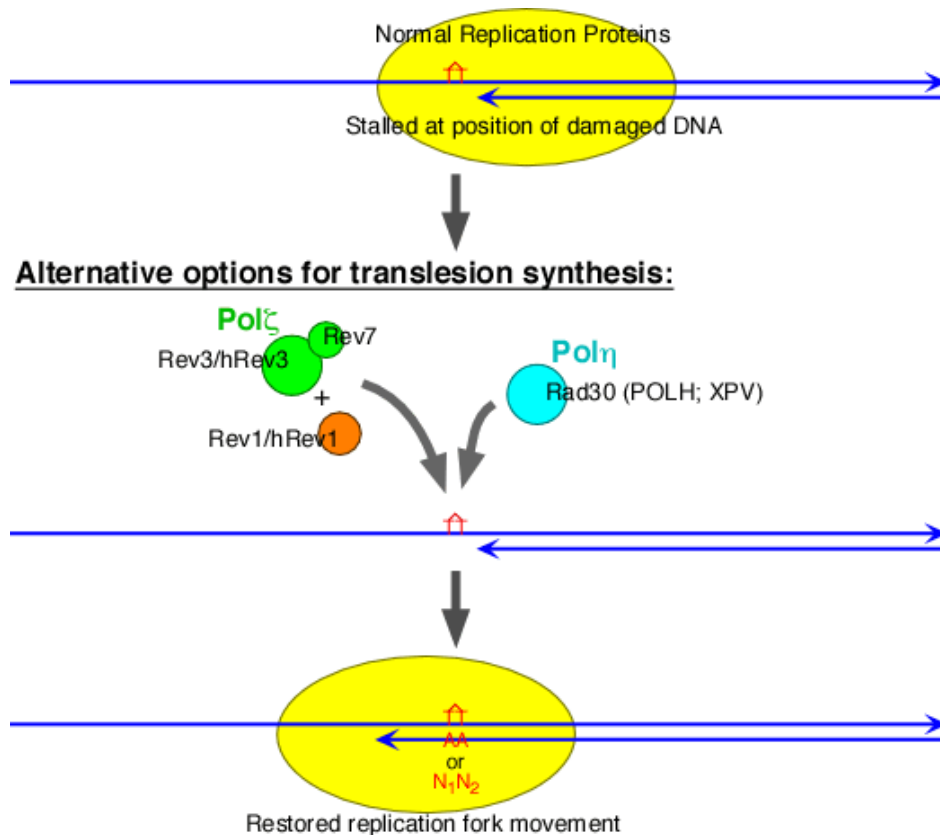 Normal Replication Proteins
Stalled at position of damaged DNA
Alternative options for translesion synthesis:
Polζ
Rev7
Rev3/hRev3
+
Rev1/hRev1
Polη
Rad30 (POLH; XPV)
AA
or
N₁N₂
Restored replication fork movement